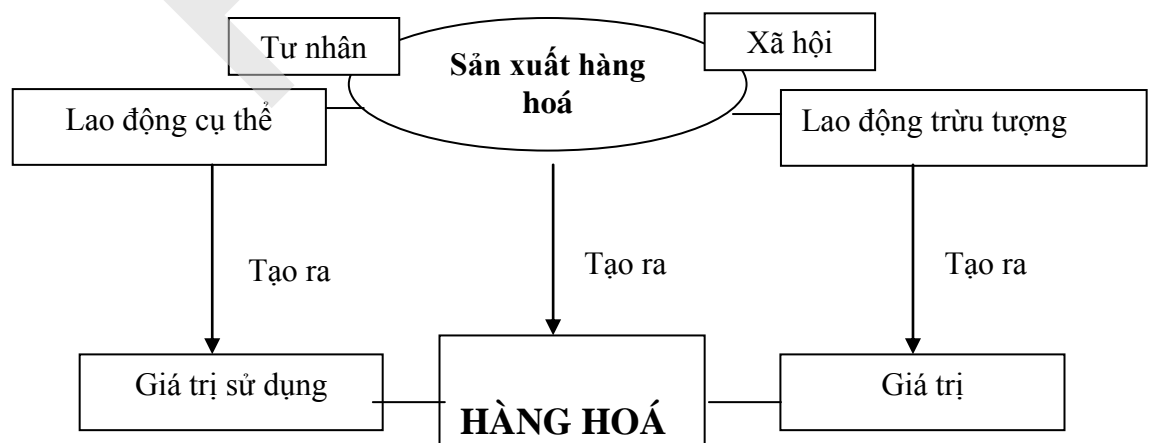 Tư nhân
Xã hội
Sản xuất hàng
hoá
Lao động cụ thể
Lao động trừu tượng
Tạo ra
Tạo ra
Tạo ra
Giá trị sử dụng
Giá trị
HÀNG HOÁ